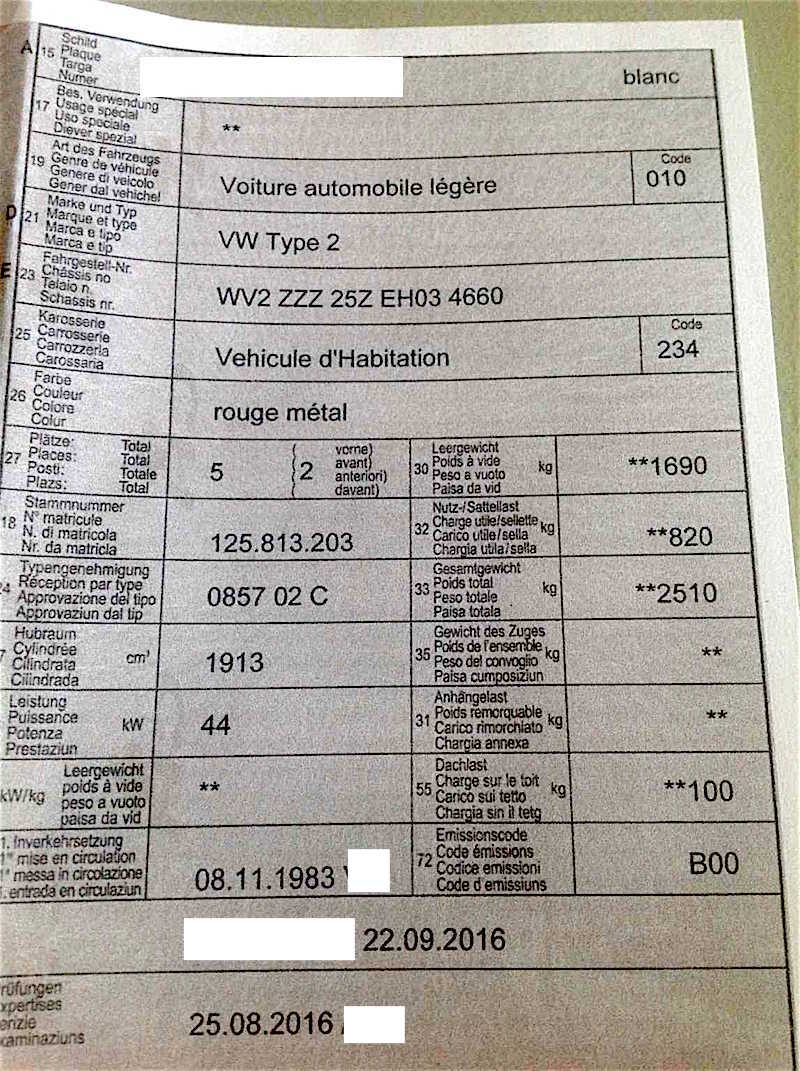 A
15
Schild
Plaque
Targa
Numer
blanc
17
Bes. Verwendung
Usage spécial
Uso speciale
Diever spezial
**
19
Art des Fahrzeugs
Genre de véhicule
Genere di veicolo
Gener dal vehichel
Voiture automobile légère
Code
010
D
21
Marke und Typ
Marque et type
Marca e tipo
Marca e tip
VW Type 2
E
23
Fahrgestell-Nr.
Châssis no
Telaio n.
Schassis nr.
WV2 ZZZ 25Z EH03 4660
25
Karosserie
Carrosserie
Carrozzeria
Carossaria
Vehicule d'Habitation
Code
234
26
Farbe
Couleur
Colore
Colur
rouge métal
27
Plätze: Total
Places: Total
Posti: Totale
Plazs: Total
5
(2
vorne)
avant)
anteriori)
davant)
30
Leergewicht
Poids à vide
Peso a vuoto
Paisa da vid
kg
**1690
18
Stammnummer
N° matricule
N. di matricola
Nr. da matricla
125.813.203
32
Nutz-/Sattellast
Charge utile/sellette
Carico utile/sella
Chargia utila/sella
kg
**820
24
Typengenehmigung
Réception par type
Approvazione del tipo
Approvaziun dal tip
0857 02 C
33
Gesamtgewicht
Poids total
Peso totale
Paisa totala
kg
**2510
7
Hubraum
Cylindrée
Cilindrata
Cilindrada
cm³
1913
35
Gewicht des Zuges
Poids de l'ensemble
Peso del convoglio
Paisa cumposiziun
kg
**
Leistung
Puissance
Potenza
Prestaziun
kW
44
31
Anhängelast
Poids remorquable
Carico rimorchiato
Chargia annexa
kg
**
kW/kg
Leergewicht
poids à vide
peso a vuoto
paisa da vid
**
55
Dachlast
Charge sur le toit
Carico sul tetto
Chargia sin il tetg
kg
**100
1. Inverkehrsetzung
1re mise en circulation
1a messa in circolazione
1. entrada en circulaziun
08.11.1983
72
Emissionscode
Code émissions
Codice emissioni
Code d'emissiuns
B00
22.09.2016
rüfungen
xpertises
enzie
xaminaziuns
25.08.2016